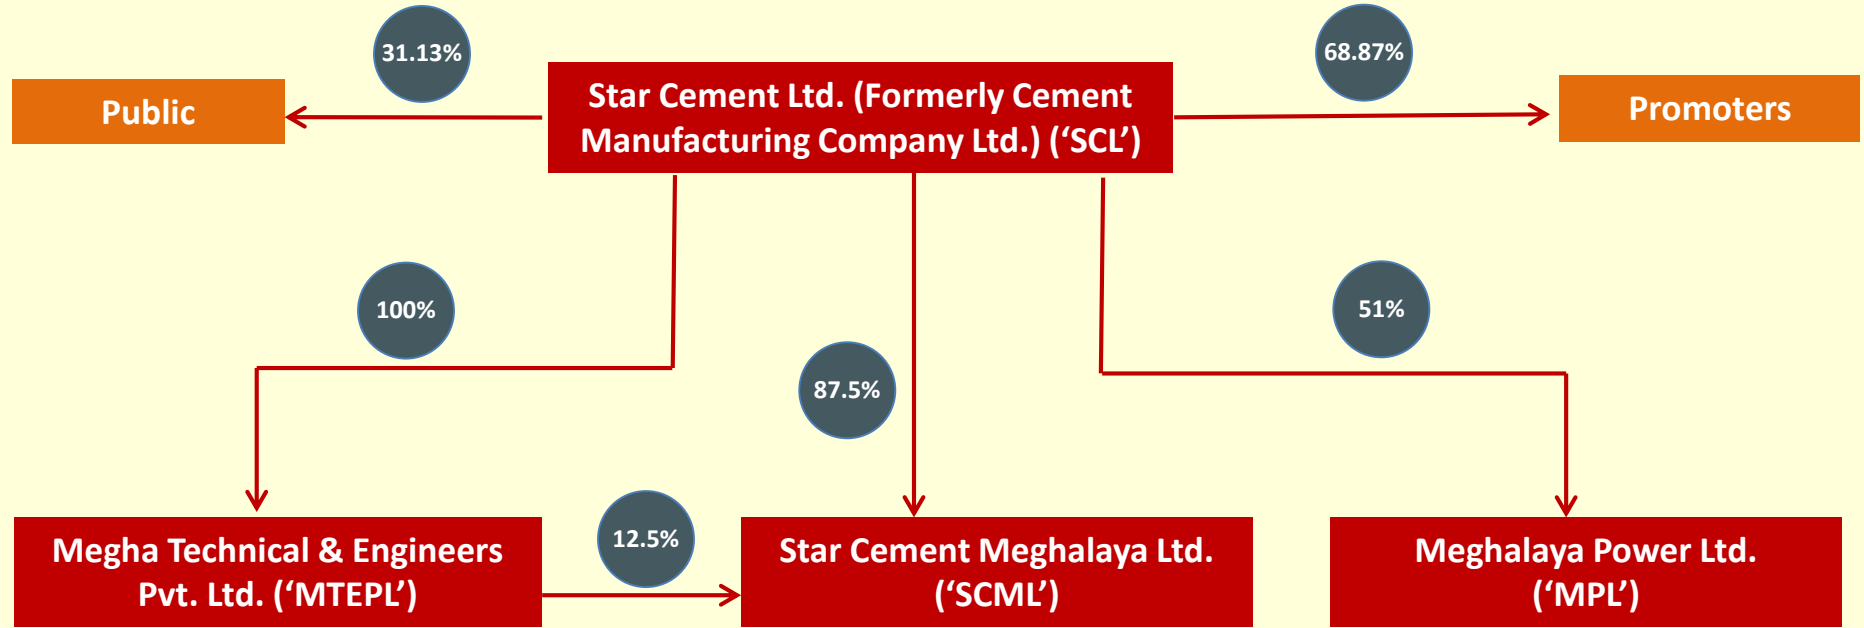 31.13%
68.87%
Public
Star Cement Ltd. (Formerly Cement
Manufacturing Company Ltd.) (‘SCL’)
Promoters
100%
51%
87.5%
12.5%
Megha Technical & Engineers
Pvt. Ltd. (‘MTEPL’)
Star Cement Meghalaya Ltd.
(‘SCML’)
Meghalaya Power Ltd.
(‘MPL’)